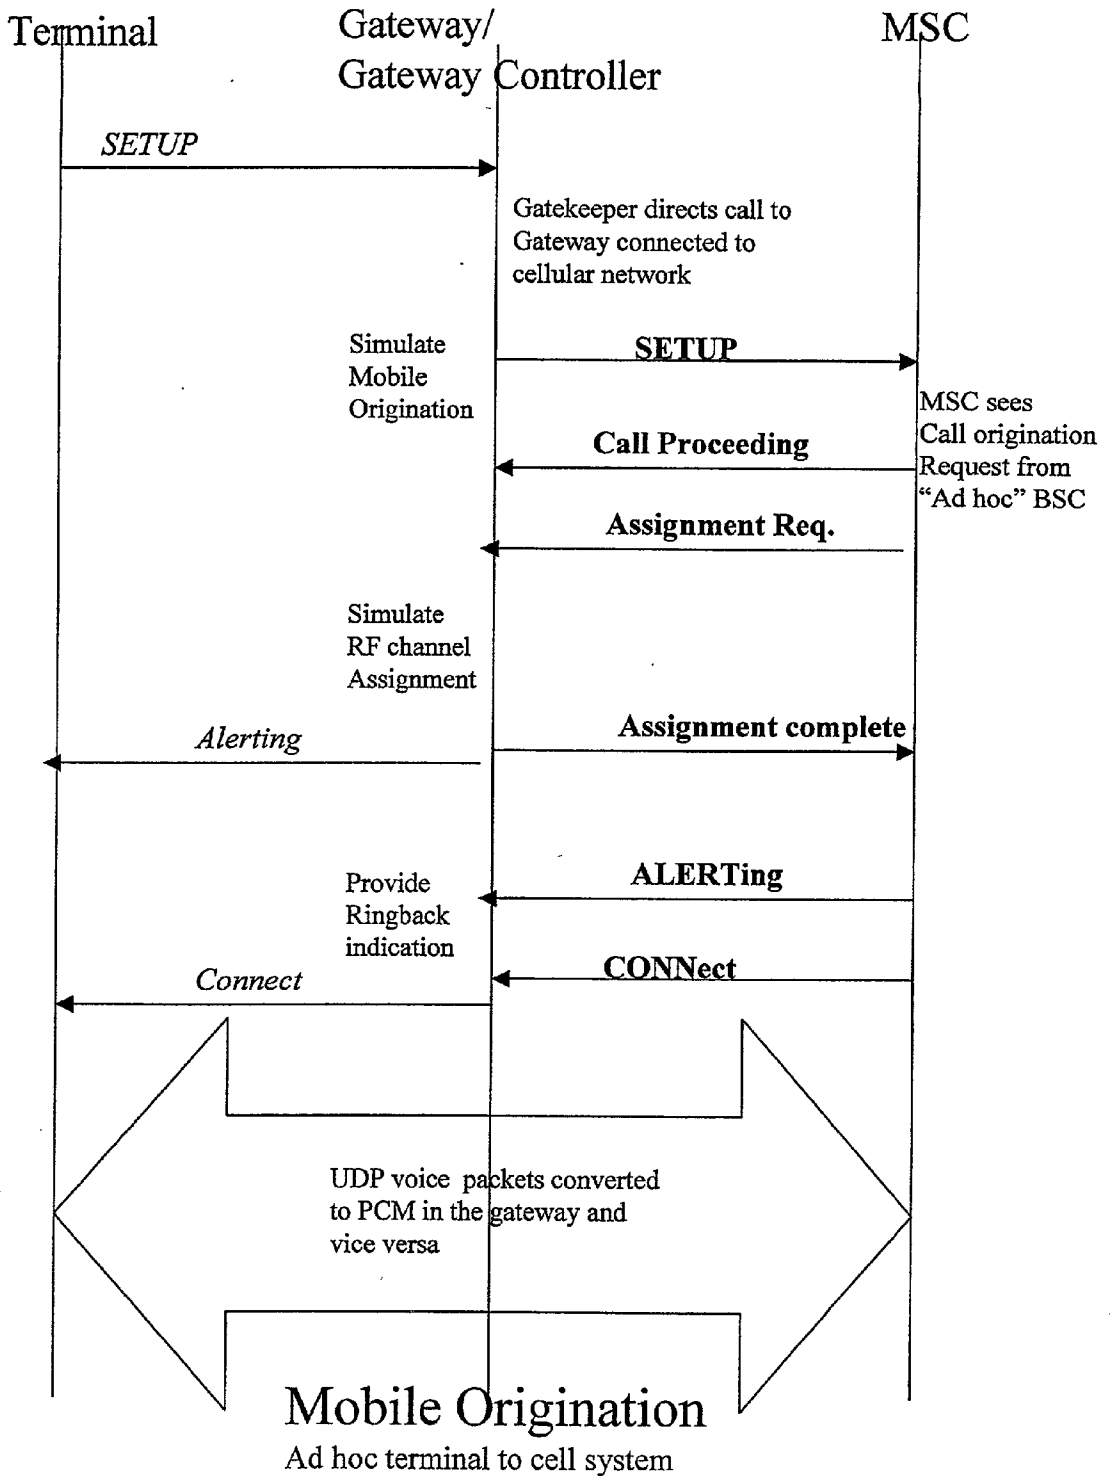 Terminal
Gateway/
Gateway Controller
MSC
SETUP
Gatekeeper directs call to
Gateway connected to
cellular network
Simulate
Mobile
Origination
SETUP
MSC sees
Call origination
Request from
“Ad hoc” BSC
Call Proceeding
Assignment Req.
Simulate
RF channel
Assignment
Assignment complete
Alerting
ALERTing
Provide
Ringback
indication
CONNect
Connect
UDP voice packets converted
to PCM in the gateway and
vice versa
Mobile Origination
Ad hoc terminal to cell system